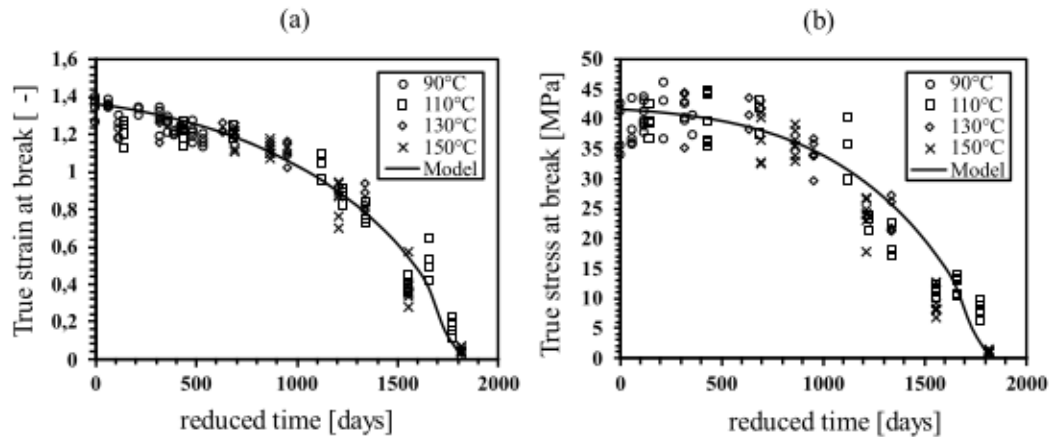 (a)
True strain at break [ -]
1,6
1,4
1,2
1
0,8
0,6
0,4
0,2
0
90°C
110°C
130°C
150°C
Model
0 500 1000 1500 2000
reduced time [days]
(b)
True stress at break [MPa]
50
45
40
35
30
25
20
15
10
5
0
90°C
110°C
130°C
150°C
Model
0 500 1000 1500 2000
reduced time [days]